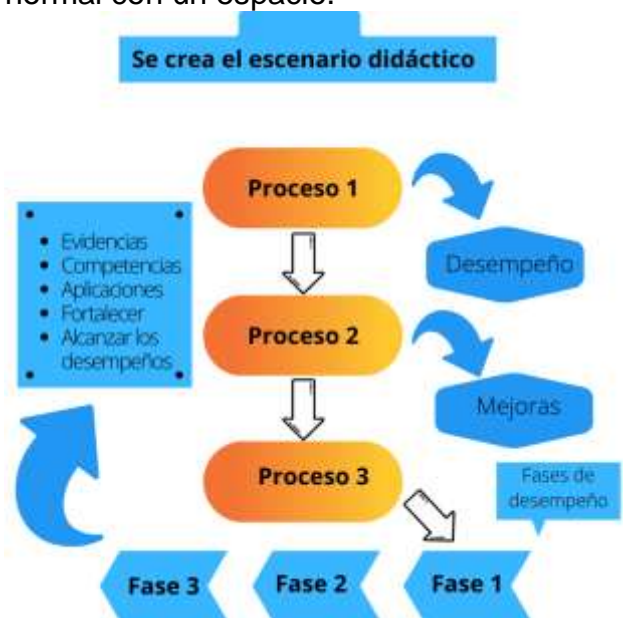 normal con un espacio.
Se crea el escenario didáctico
Proceso 1
Desempeño
• Evidencias
• Competencias
• Aplicaciones
• Fortalecer
• Alcanzar los
desempeños
Proceso 2
Mejoras
Proceso 3
Fases de
desempeño
Fase 3
Fase 2
Fase 1